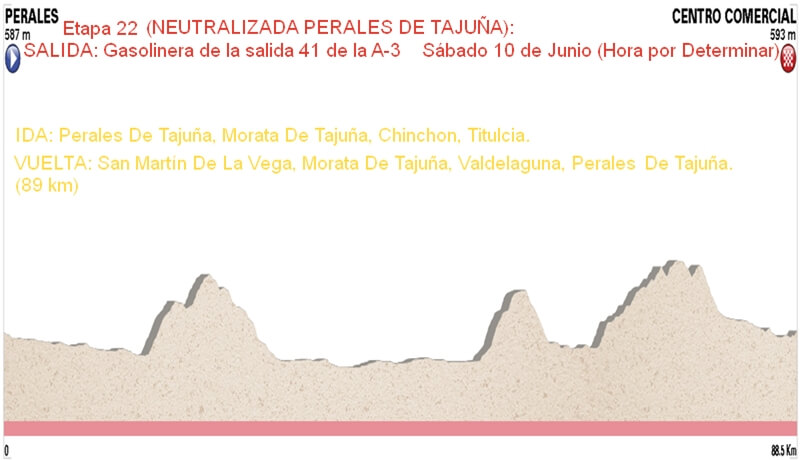 PERALES
587 m
CENTRO COMERCIAL
593 m
Etapa 22 (NEUTRALIZADA PERALES DE TAJUÑA):
SALIDA: Gasolinera de la salida 41 de la A-3 Sábado 10 de Junio (Hora por Determinar)
IDA: Perales De Tajuña, Morata De Tajuña, Chinchon, Titulcia.
VUELTA: San Martín De La Vega, Morata De Tajuña, Valdelaguna, Perales De Tajuña.
(89 km)
0
88.5 Km